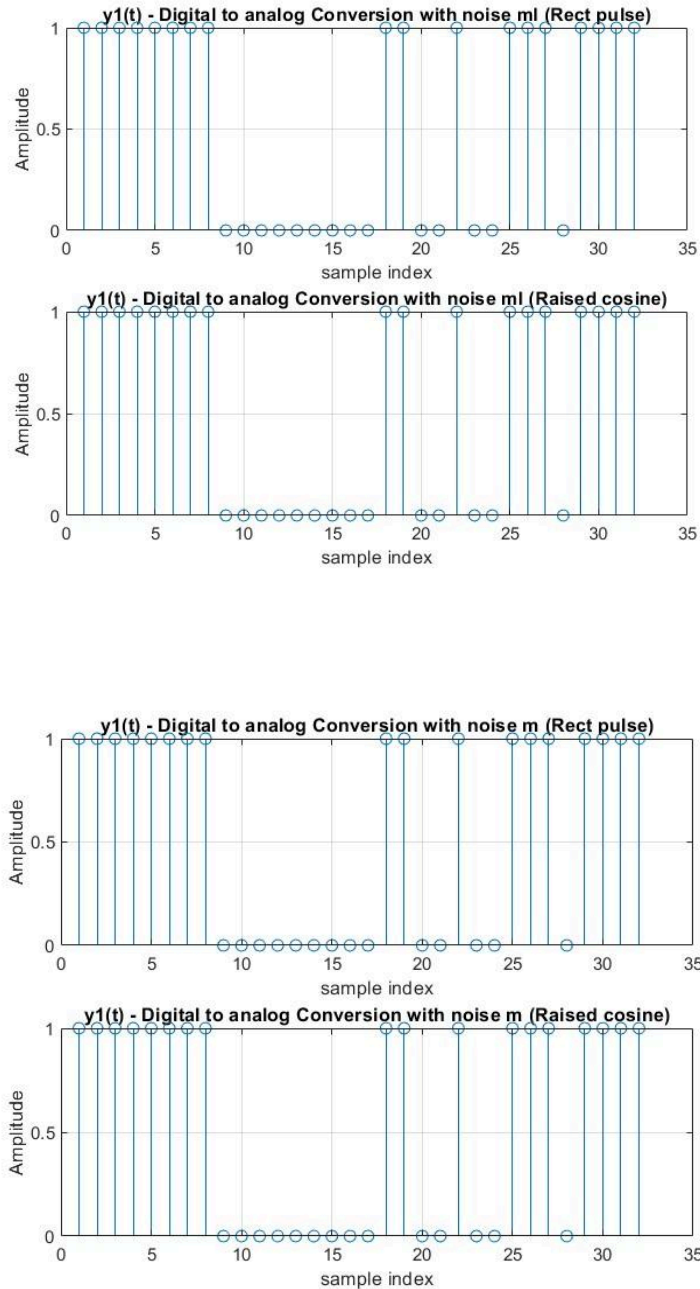 y1(t) - Digital to analog Conversion with noise ml (Rect pulse)
1
0.5
0
Amplitude
0 5 10 15 20 25 30 35
sample index
y1(t) - Digital to analog Conversion with noise ml (Raised cosine)
1
0.5
0
Amplitude
0 5 10 15 20 25 30 35
sample index
y1(t) - Digital to analog Conversion with noise m (Rect pulse)
1
0.5
0
Amplitude
0 5 10 15 20 25 30 35
sample index
y1(t) - Digital to analog Conversion with noise m (Raised cosine)
1
0.5
0
Amplitude
0 5 10 15 20 25 30 35
sample index